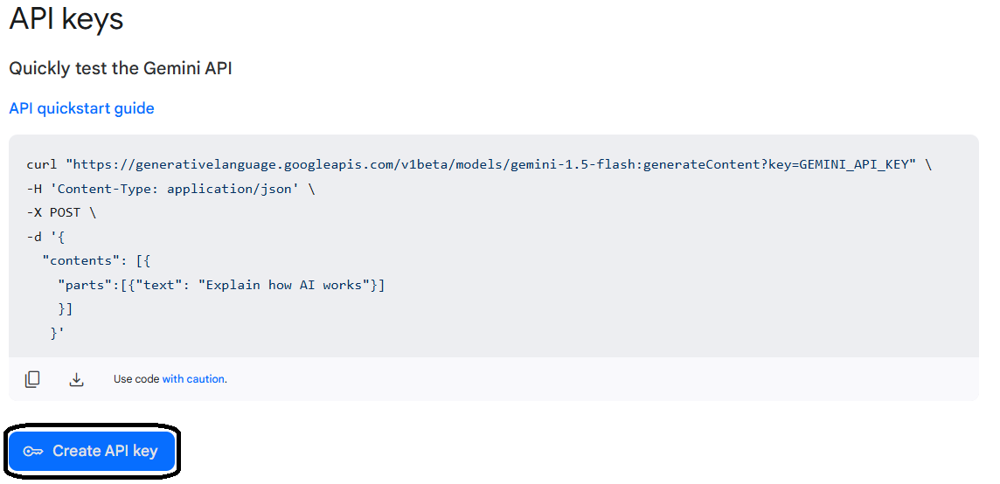 API keys
Quickly test the Gemini API
API quickstart guide
curl "https://generativelanguage.googleapis.com/v1beta/models/gemini-1.5-flash:generateContent?key=GEMINI_API_KEY" \
-H 'Content-Type: application/json' \
-X POST \
-d '{
  "contents": [{
    "parts":[{"text": "Explain how AI works"}]
    }]
   }'
Use code with caution.
Create API key